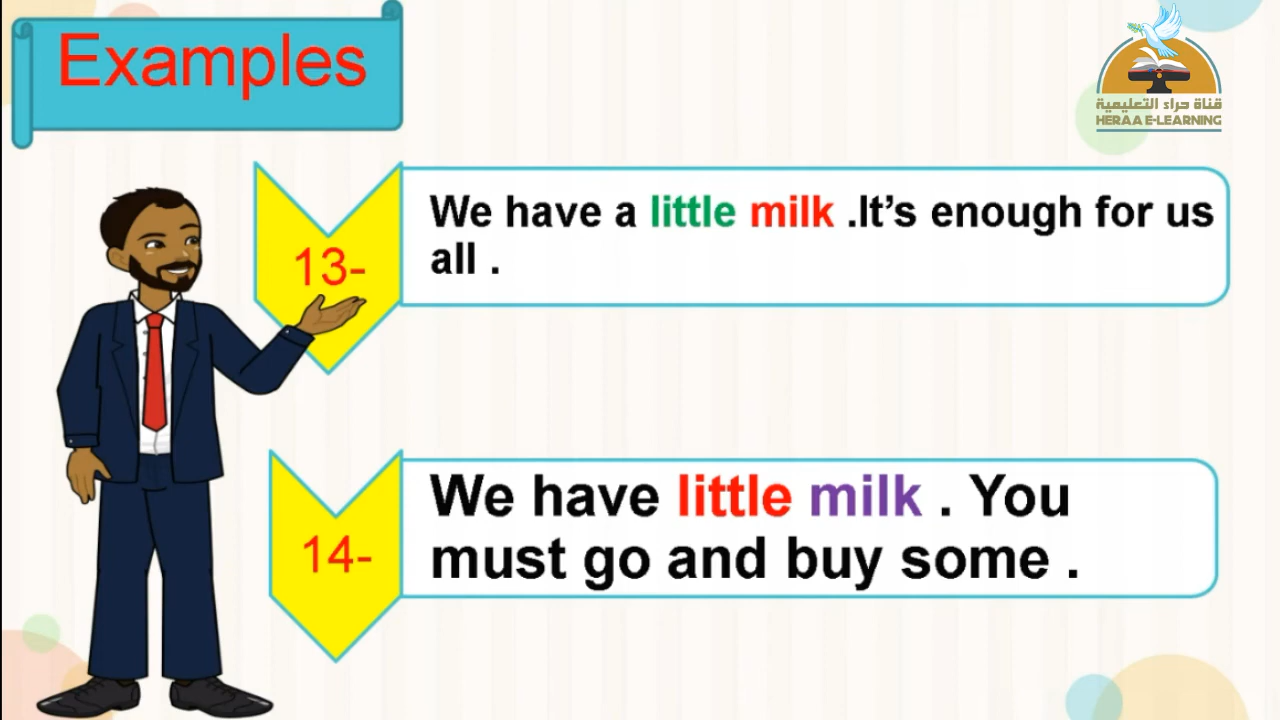 Examples
قناة حراء التعليمية
HERAA E-LEARNING
13-
We have a little milk .It’s enough for us
all .
14-
We have little milk . You
must go and buy some .